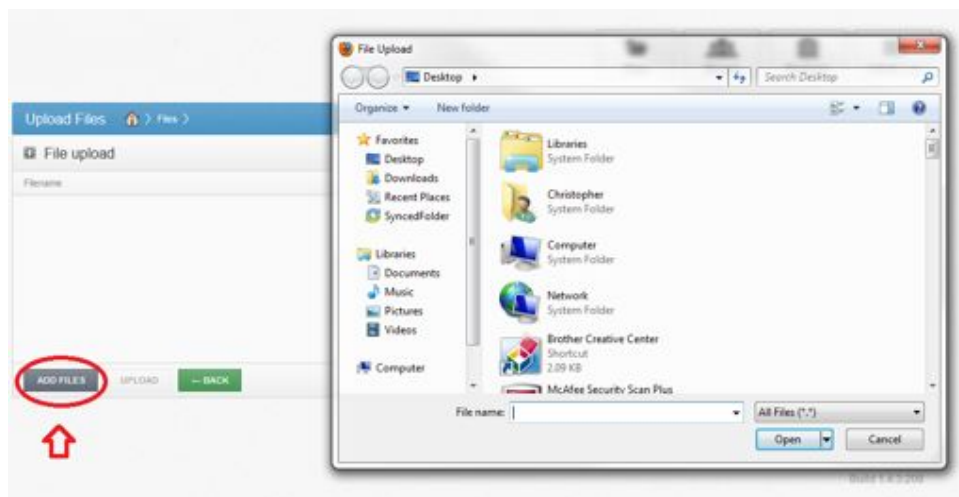 Upload Files > Files >
File upload
Filename
ADD FILES
UPLOAD
← BACK
File Upload
Desktop
Search Desktop
Organize
New folder
Favorites
Desktop
Downloads
Recent Places
SyncedFolder
Libraries
Documents
Music
Pictures
Videos
Computer
Libraries
System Folder
Christopher
System Folder
Computer
System Folder
Network
System Folder
Brother Creative Center
Shortcut
2.09 KB
McAfee Security Scan Plus
File name:
All Files (*.*)
Open
Cancel